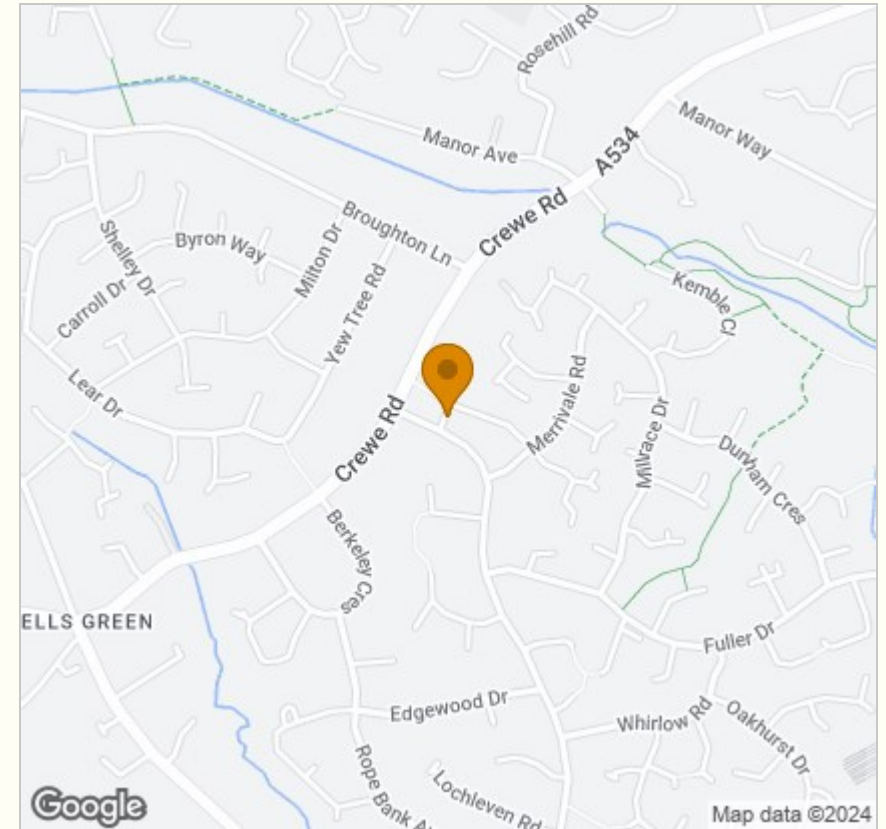 Rosehill Rd
Manor Way
A534
Manor Ave
Crewe Rd
Broughton Ln
Shelley Dr
Byron Way
Milton Dr
Carroll Dr
Yew Tree Rd
Kemble Cl
Lear Dr
Merrivale Rd
Millrace Dr
Crewe Rd
Durham Cres
Berkeley Cres
ELLS GREEN
Fuller Dr
Edgewood Dr
Whirlow Rd
Oakhurst Dr
Rope Bank Av
Lochleven Rd
Google
Map data ©2024